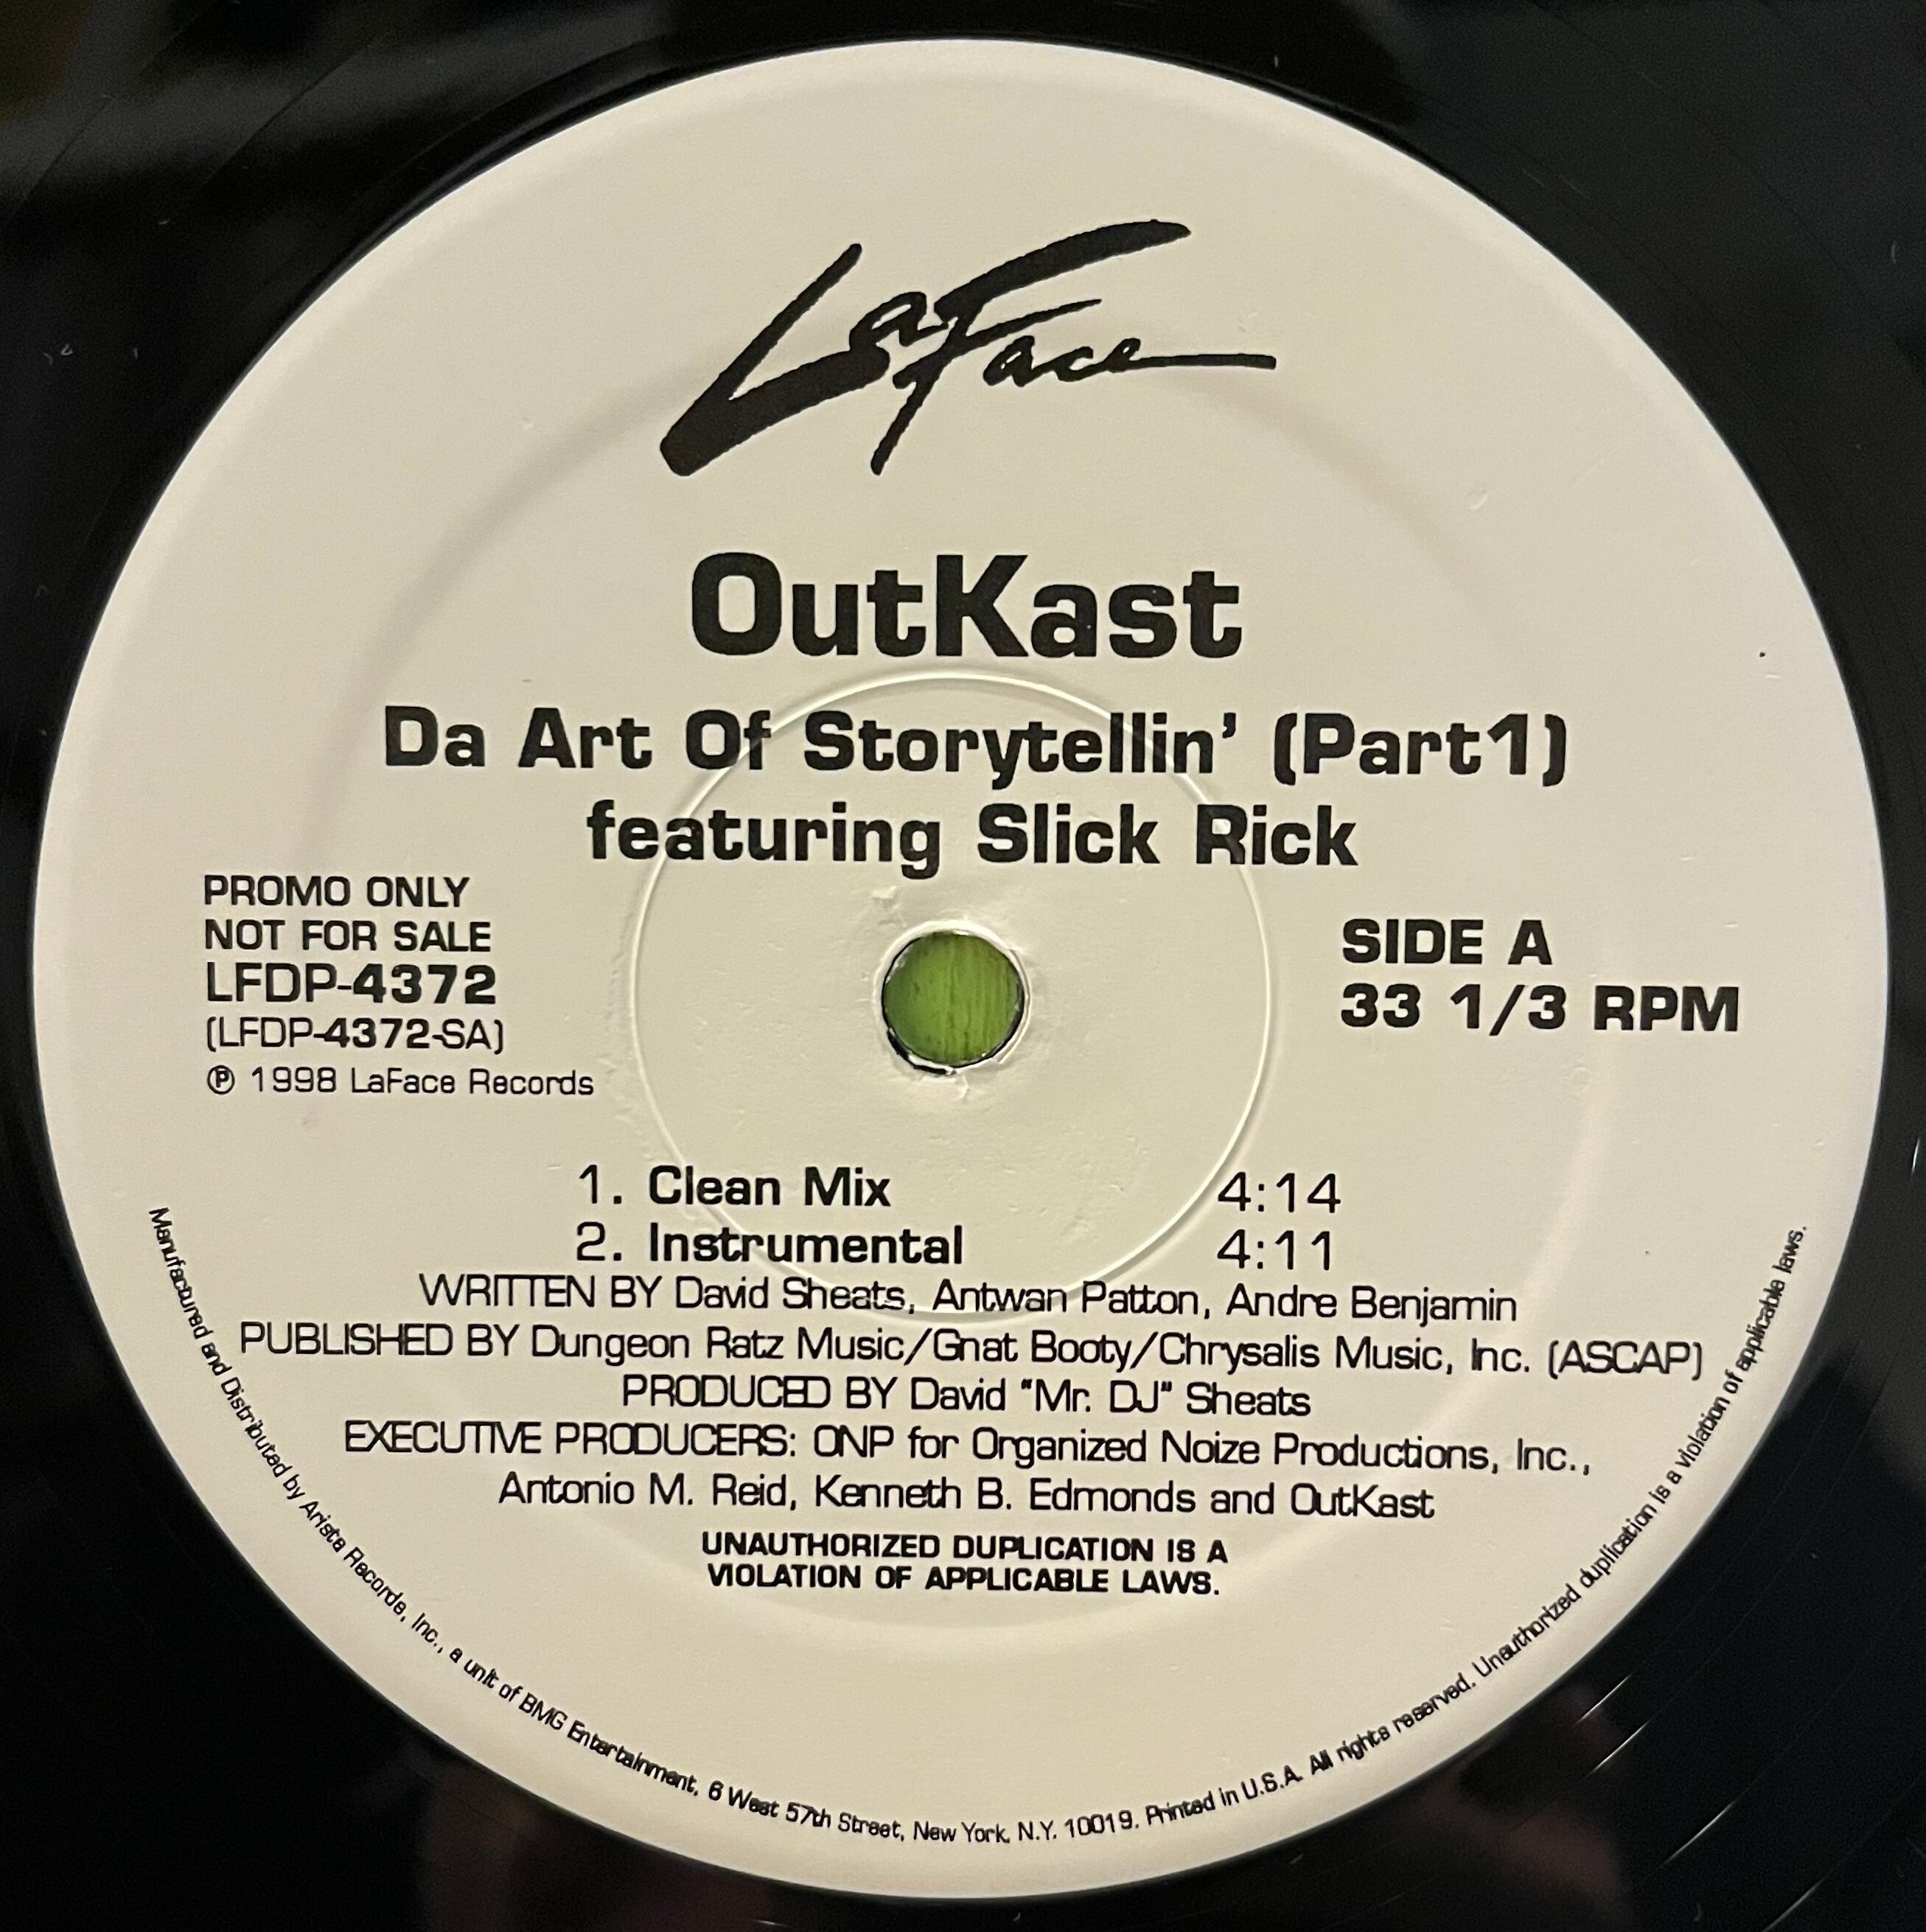 LaFace
OutKast
Da Art Of Storytellin' (Part1)
featuring Slick Rick
PROMO ONLY
NOT FOR SALE
LFDP-4372
(LFDP-4372-SA)
℗ 1998 LaFace Records
SIDE A
33 1/3 RPM
1. Clean Mix 4:14
2. Instrumental 4:11
WRITTEN BY David Sheats, Antwan Patton, Andre Benjamin
PUBLISHED BY Dungeon Ratz Music/Gnat Booty/Chrysalis Music, Inc. (ASCAP)
PRODUCED BY David "Mr. DJ" Sheats
EXECUTIVE PRODUCERS: ONP for Organized Noize Productions, Inc.,
Antonio M. Reid, Kenneth B. Edmonds and OutKast
UNAUTHORIZED DUPLICATION IS A
VIOLATION OF APPLICABLE LAWS.
Manufactured and Distributed by Arista Records, Inc., a unit of BMG Entertainment, 6 West 57th Street, New York, N.Y. 10019. Printed in U.S.A. All rights reserved. Unauthorized duplication is a violation of applicable laws.